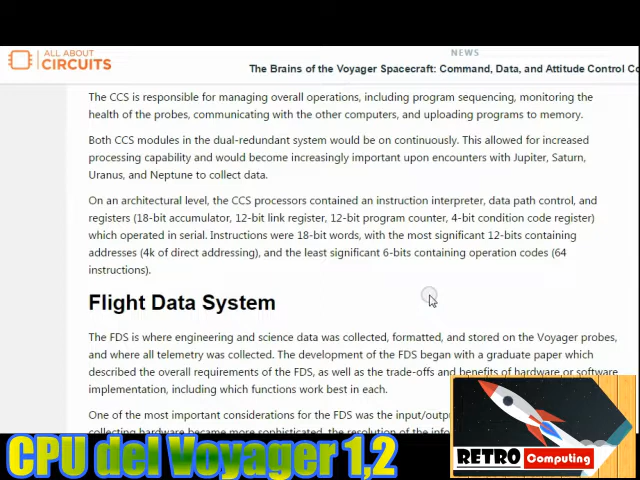 NEWS
ALL ABOUT
CIRCUITS
The Brains of the Voyager Spacecraft: Command, Data, and Attitude Control Co
The CCS is responsible for managing overall operations, including program sequencing, monitoring the
health of the probes, communicating with the other computers, and uploading programs to memory.
Both CCS modules in the dual-redundant system would be on continuously. This allowed for increased
processing capability and would become increasingly important upon encounters with Jupiter, Saturn,
Uranus, and Neptune to collect data.
On an architectural level, the CCS processors contained an instruction interpreter, data path control, and
registers (18-bit accumulator, 12-bit link register, 12-bit program counter, 4-bit condition code register)
which operated in serial. Instructions were 18-bit words, with the most significant 12-bits containing
addresses (4k of direct addressing), and the least significant 6-bits containing operation codes (64
instructions).
Flight Data System
The FDS is where engineering and science data was collected, formatted, and stored on the Voyager probes,
and where all telemetry was collected. The development of the FDS began with a graduate paper which
described the overall requirements of the FDS, as well as the trade-offs and benefits of hardware or software
implementation, including which functions work best in each.
One of the most important considerations for the FDS was the input/outpu
collecting hardware became more sophisticated, the resolution of the info
CPU del Voyager 1,2
RETRO Computing